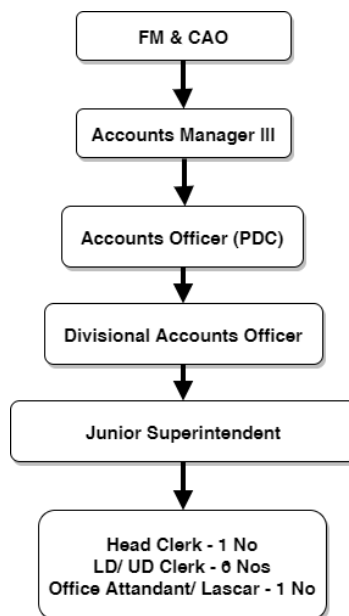 FM & CAO
Accounts Manager III
Accounts Officer (PDC)
Divisional Accounts Officer
Junior Superintendent
Head Clerk - 1 No
LD/ UD Clerk - 6 Nos
Office Attandant/ Lascar - 1 No